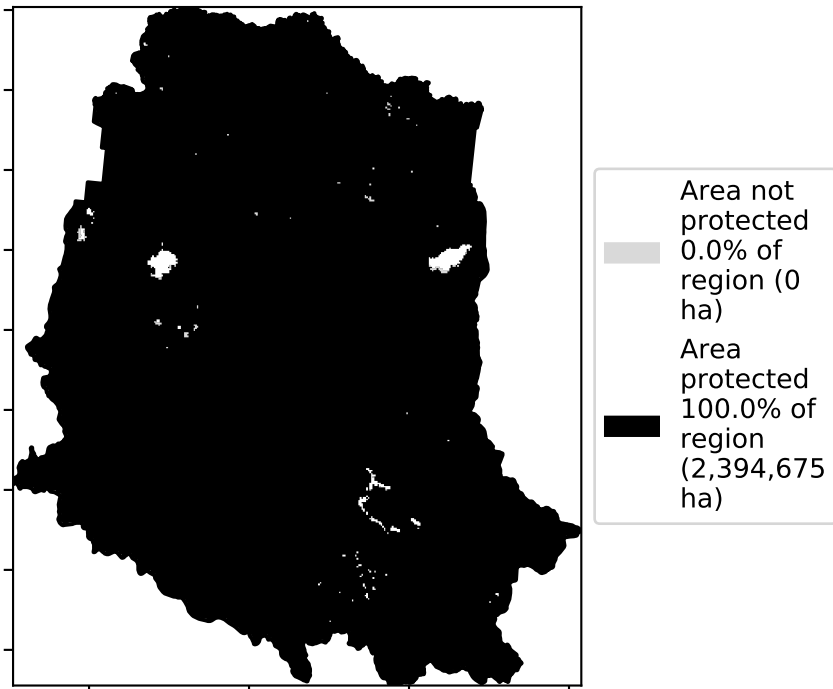 Area not
protected
0.0% of
region (0
ha)
Area
protected
100.0% of
region
(2,394,675
ha)